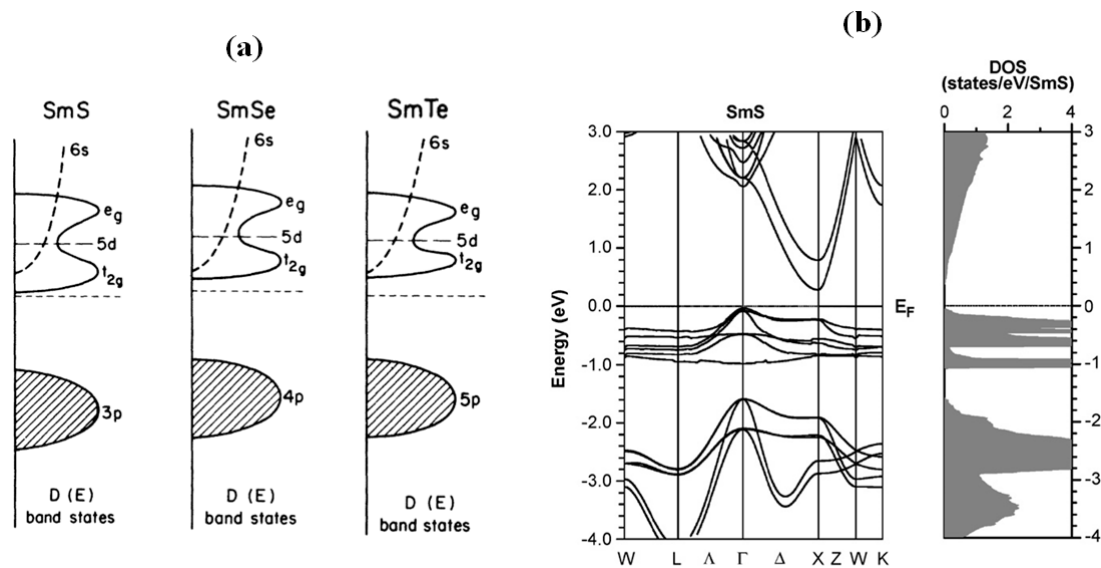 (a)
SmS
6s
eg
5d
t2g
3p
D (E)
band states
SmSe
6s
eg
5d
t2g
4p
D (E)
band states
SmTe
6s
eg
5d
t2g
5p
D (E)
band states
(b)
SmS
Energy (eV)
3.0
2.0
1.0
0.0
-1.0
-2.0
-3.0
-4.0
W L Λ Γ Δ X Z W K
EF
DOS
(states/eV/SmS)
0 2 4
3
2
1
0
-1
-2
-3
-4